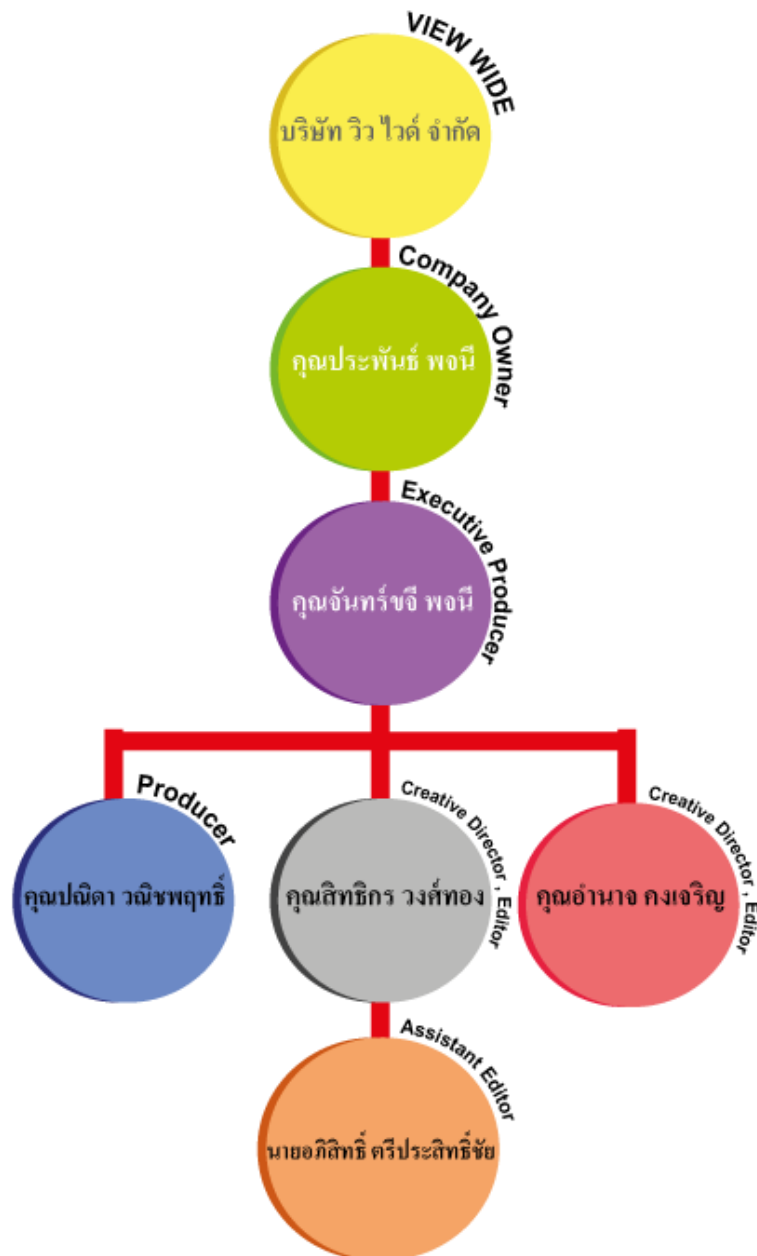 VIEW WIDE
บริษัท วิว ไวด์ จำกัด
Company Owner
คุณประพันธ์ พจนี
Executive Producer
คุณจันทร์ขจี พจนี
Producer
คุณปณิดา วณิชพฤทธิ์
Creative Director , Editor
คุณสิทธิกร วงศ์ทอง
Creative Director , Editor
คุณอำนาจ คงเจริญ
Assistant Editor
นายอภิสิทธิ์ ตรีประสิทธิ์ชัย